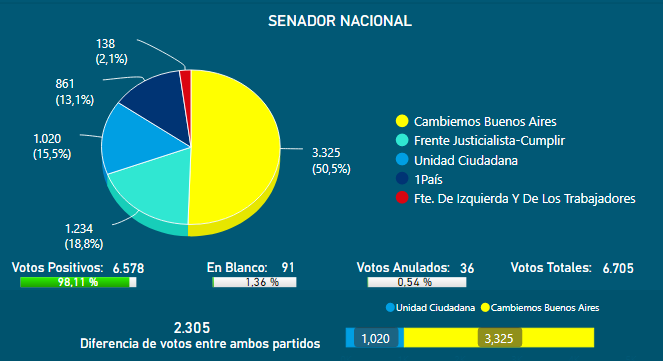 SENADOR NACIONAL
138
(2,1%)
861
(13,1%)
1.020
(15,5%)
1.234
(18,8%)
3.325
(50,5%)
Cambiemos Buenos Aires
Frente Justicialista-Cumplir
Unidad Ciudadana
1País
Fte. De Izquierda Y De Los Trabajadores
Votos Positivos: 6.578
98,11 %
En Blanco: 91
1,36 %
Votos Anulados: 36
0,54 %
Votos Totales: 6.705
2.305
Diferencia de votos entre ambos partidos
Unidad Ciudadana Cambiemos Buenos Aires
1,020 3,325